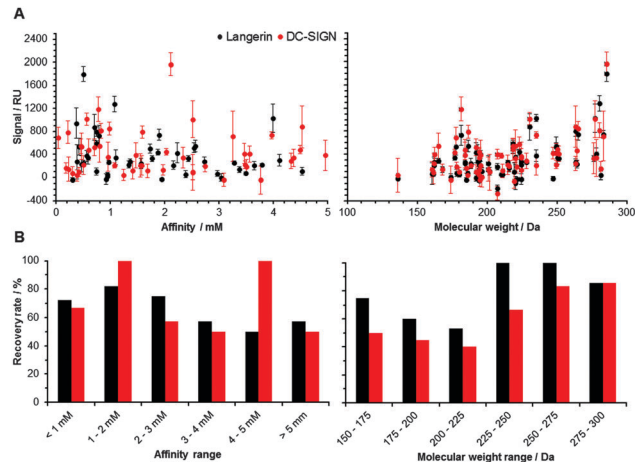 A
Langerin DC-SIGN
Signal / RU
2400
2000
1600
1200
800
400
0
-400
0 1 2 3 4 5
Affinity / mM
100 150 200 250 300
Molecular weight / Da
B
Recovery rate / %
100
80
60
40
20
0
< 1 mM
1 - 2 mM
2 - 3 mM
3 - 4 mM
4 - 5 mM
> 5 mm
Affinity range
150 - 175
175 - 200
200 - 225
225 - 250
250 - 275
275 - 300
Molecular weight range / Da